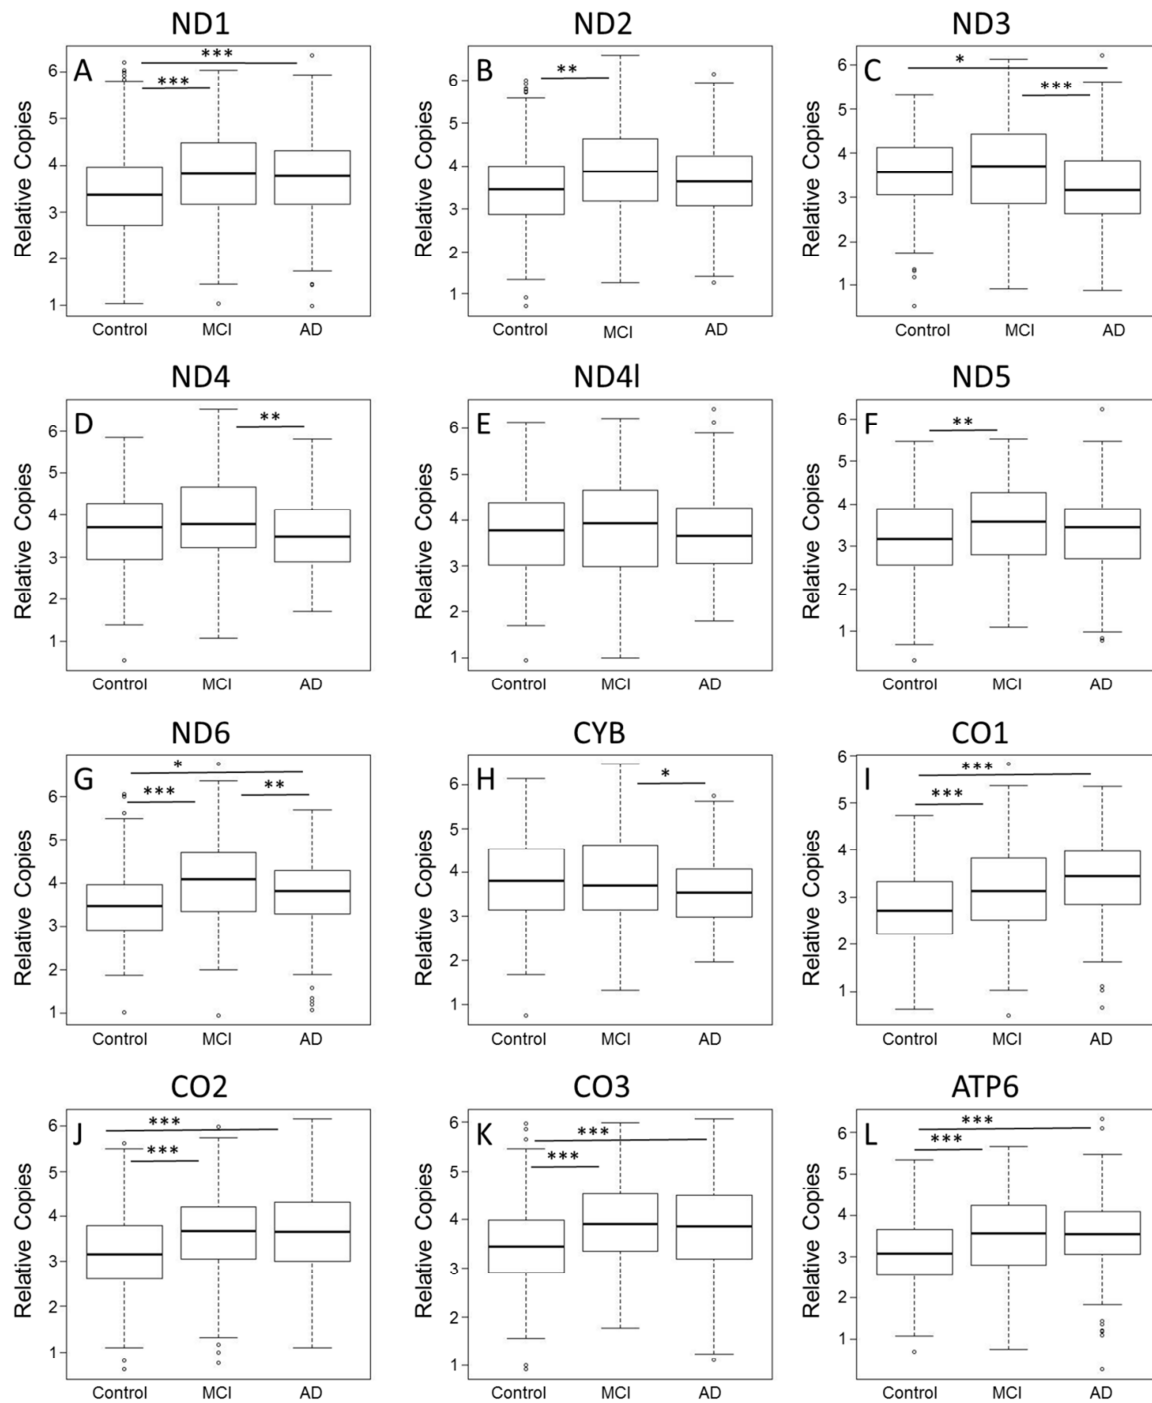 ND1 ND2 ND3
A *** *** B ** C * ***
Relative Copies Relative Copies Relative Copies
6 5 4 3 2 1 6 5 4 3 2 1 6 5 4 3 2 1
Control MCI AD Control MCI AD Control MCI AD
ND4 ND4l ND5
D ** E F **
Relative Copies Relative Copies Relative Copies
6 5 4 3 2 1 6 5 4 3 2 1 6 5 4 3 2 1
Control MCI AD Control MCI AD Control MCI AD
ND6 CYB CO1
G * *** ** H * I *** ***
Relative Copies Relative Copies Relative Copies
6 5 4 3 2 1 6 5 4 3 2 1 6 5 4 3 2 1
Control MCI AD Control MCI AD Control MCI AD
CO2 CO3 ATP6
J *** *** K *** *** L *** ***
Relative Copies Relative Copies Relative Copies
6 5 4 3 2 1 6 5 4 3 2 1 6 5 4 3 2 1
Control MCI AD Control MCI AD Control MCI AD